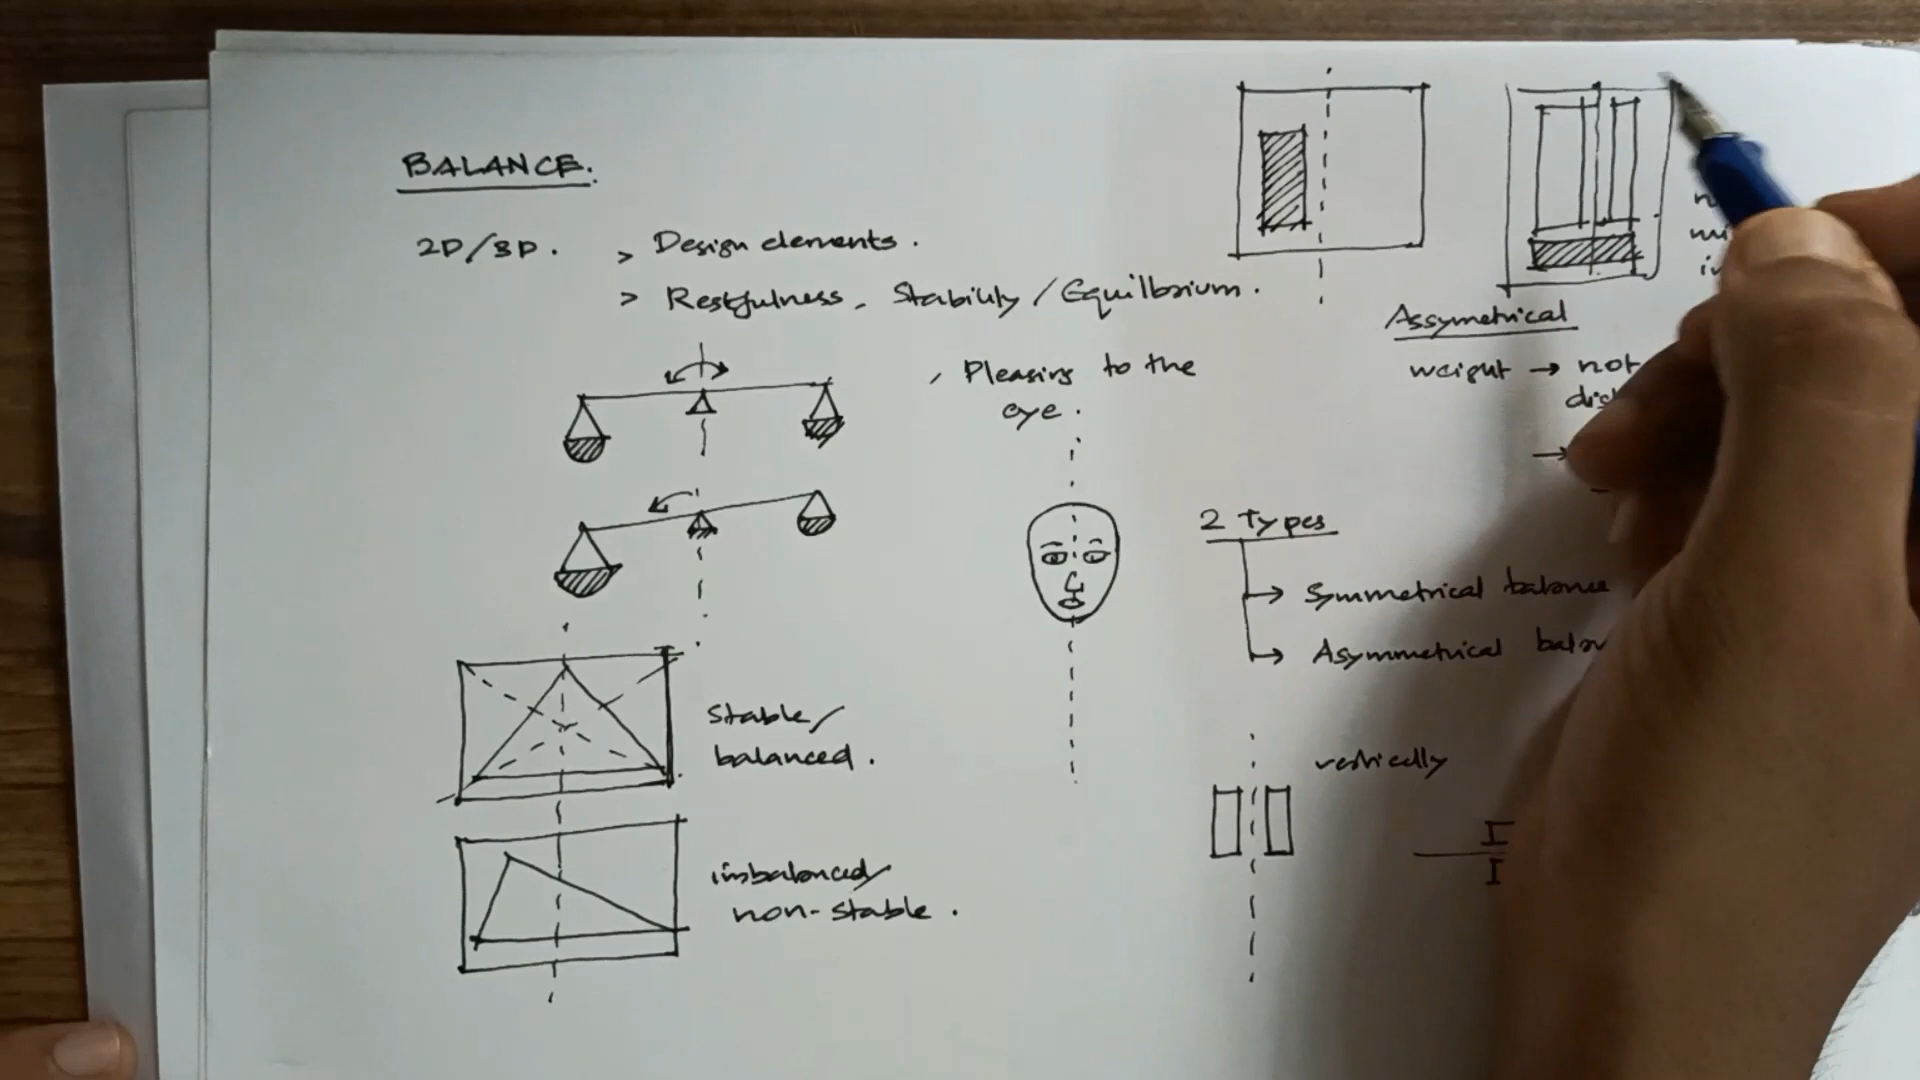 BALANCE.
2D/3D. > Design elements.
> Restfulness, Stability/Equilbrium.
, Pleasing to the
eye.
Assymetrical
weight → not
2 Types
→ Symmetrical balance
→ Asymmetrical
Stable/
balanced.
vertically
imbalanced/
non-stable.